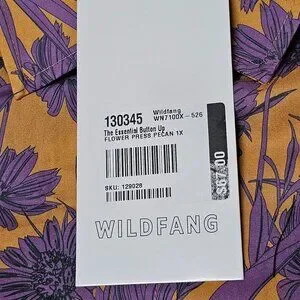 Wildfang
130345 WN7100X-526
The Essential Button Up
FLOWER PRESS PECAN 1X
SKU: 129028
WILDFANG